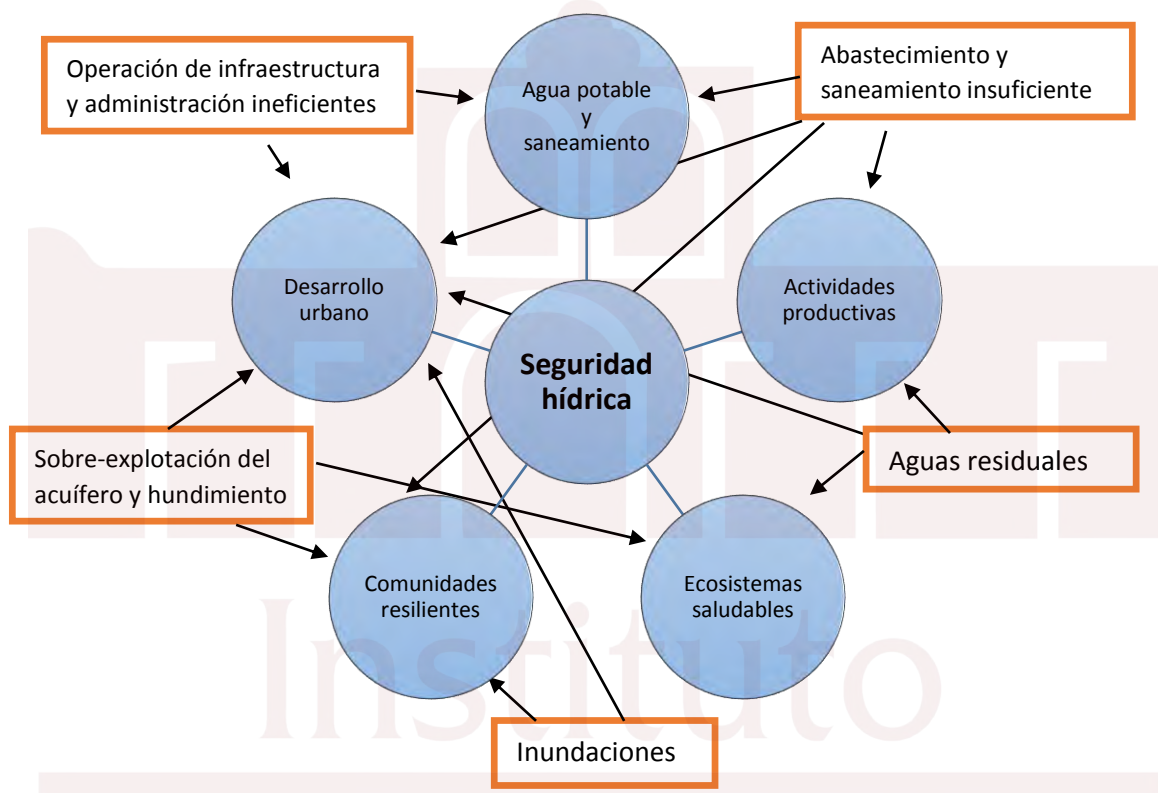 Operación de infraestructura
y administración ineficientes
Agua potable
y
saneamiento
Abastecimiento y
saneamiento insuficiente
Desarrollo
urbano
Actividades
productivas
Seguridad
hídrica
Sobre-explotación del
acuífero y hundimiento
Aguas residuales
Comunidades
resilientes
Ecosistemas
saludables
Instituto
Inundaciones